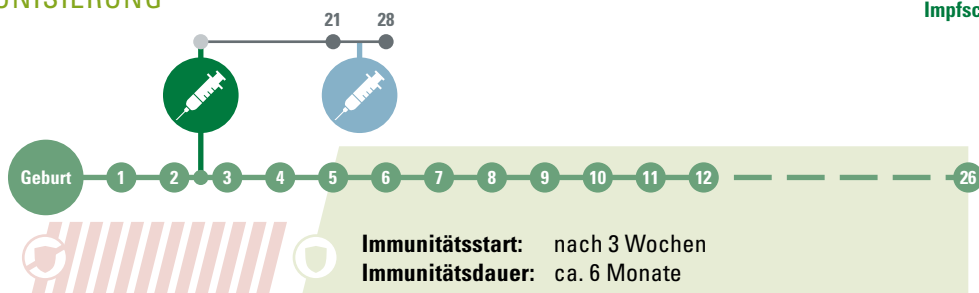 21 28
Geburt 1 2 3 4 5 6 7 8 9 10 11 12 26
Immunitätsstart: nach 3 Wochen
Immunitätsdauer: ca. 6 Monate